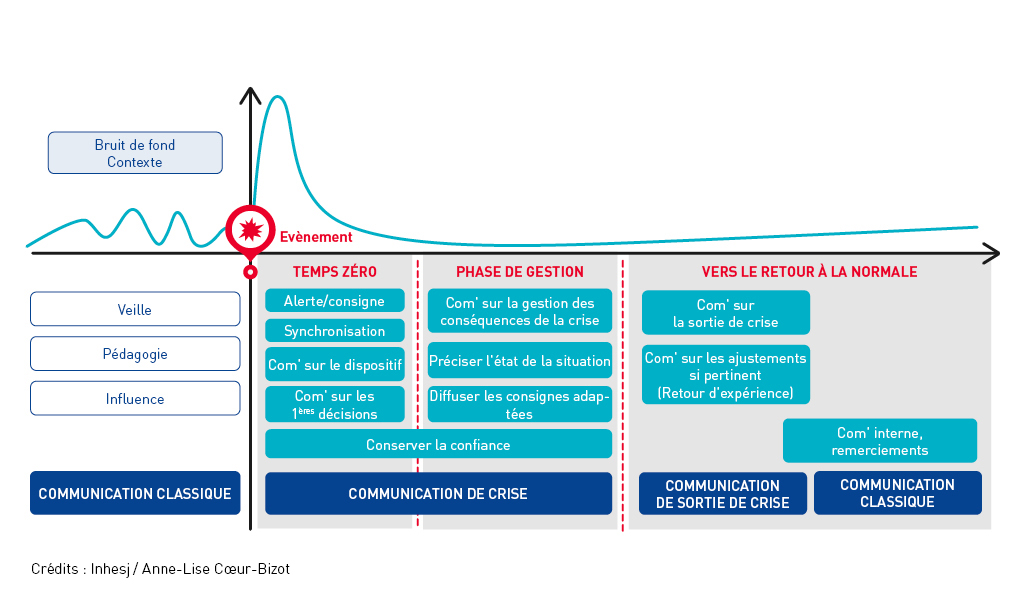 Bruit de fond
Contexte
Evènement
TEMPS ZÉRO
PHASE DE GESTION
VERS LE RETOUR À LA NORMALE
Veille
Pédagogie
Influence
Alerte/consigne
Synchronisation
Com' sur le dispositif
Com' sur les
1ères décisions
Com' sur la gestion des
conséquences de la crise
Préciser l'état de la situation
Diffuser les consignes adap-
tées
Conserver la confiance
Com' sur
la sortie de crise
Com' sur les ajustements
si pertinent
(Retour d'expérience)
Com' interne,
remerciements
COMMUNICATION CLASSIQUE
COMMUNICATION DE CRISE
COMMUNICATION
DE SORTIE DE CRISE
COMMUNICATION
CLASSIQUE
Crédits : Inhesj / Anne-Lise Cœur-Bizot